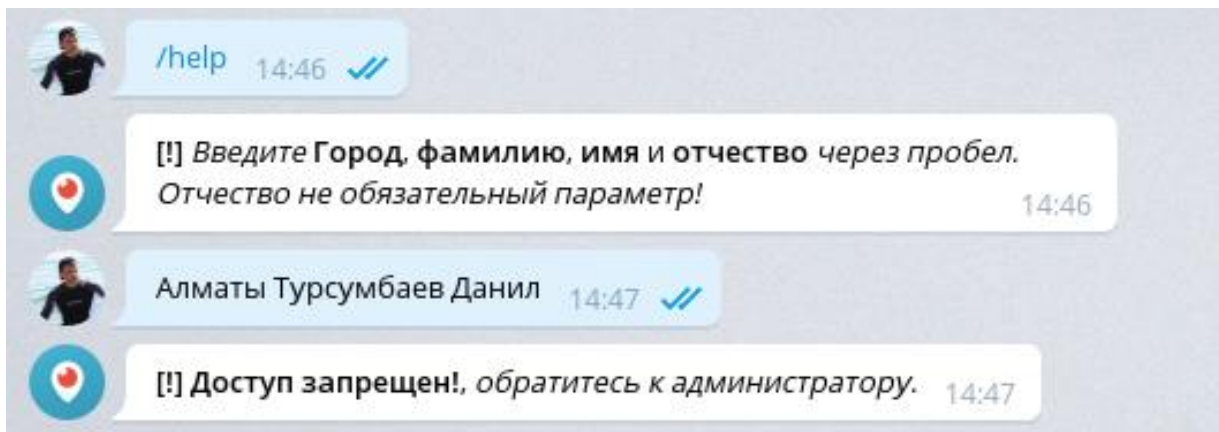 /help 14:46
[!] Введите Город, фамилию, имя и отчество через пробел.
Отчество не обязательный параметр!
14:46
Алматы Турсумбаев Данил 14:47
[!] Доступ запрещен!, обратитесь к администратору. 14:47